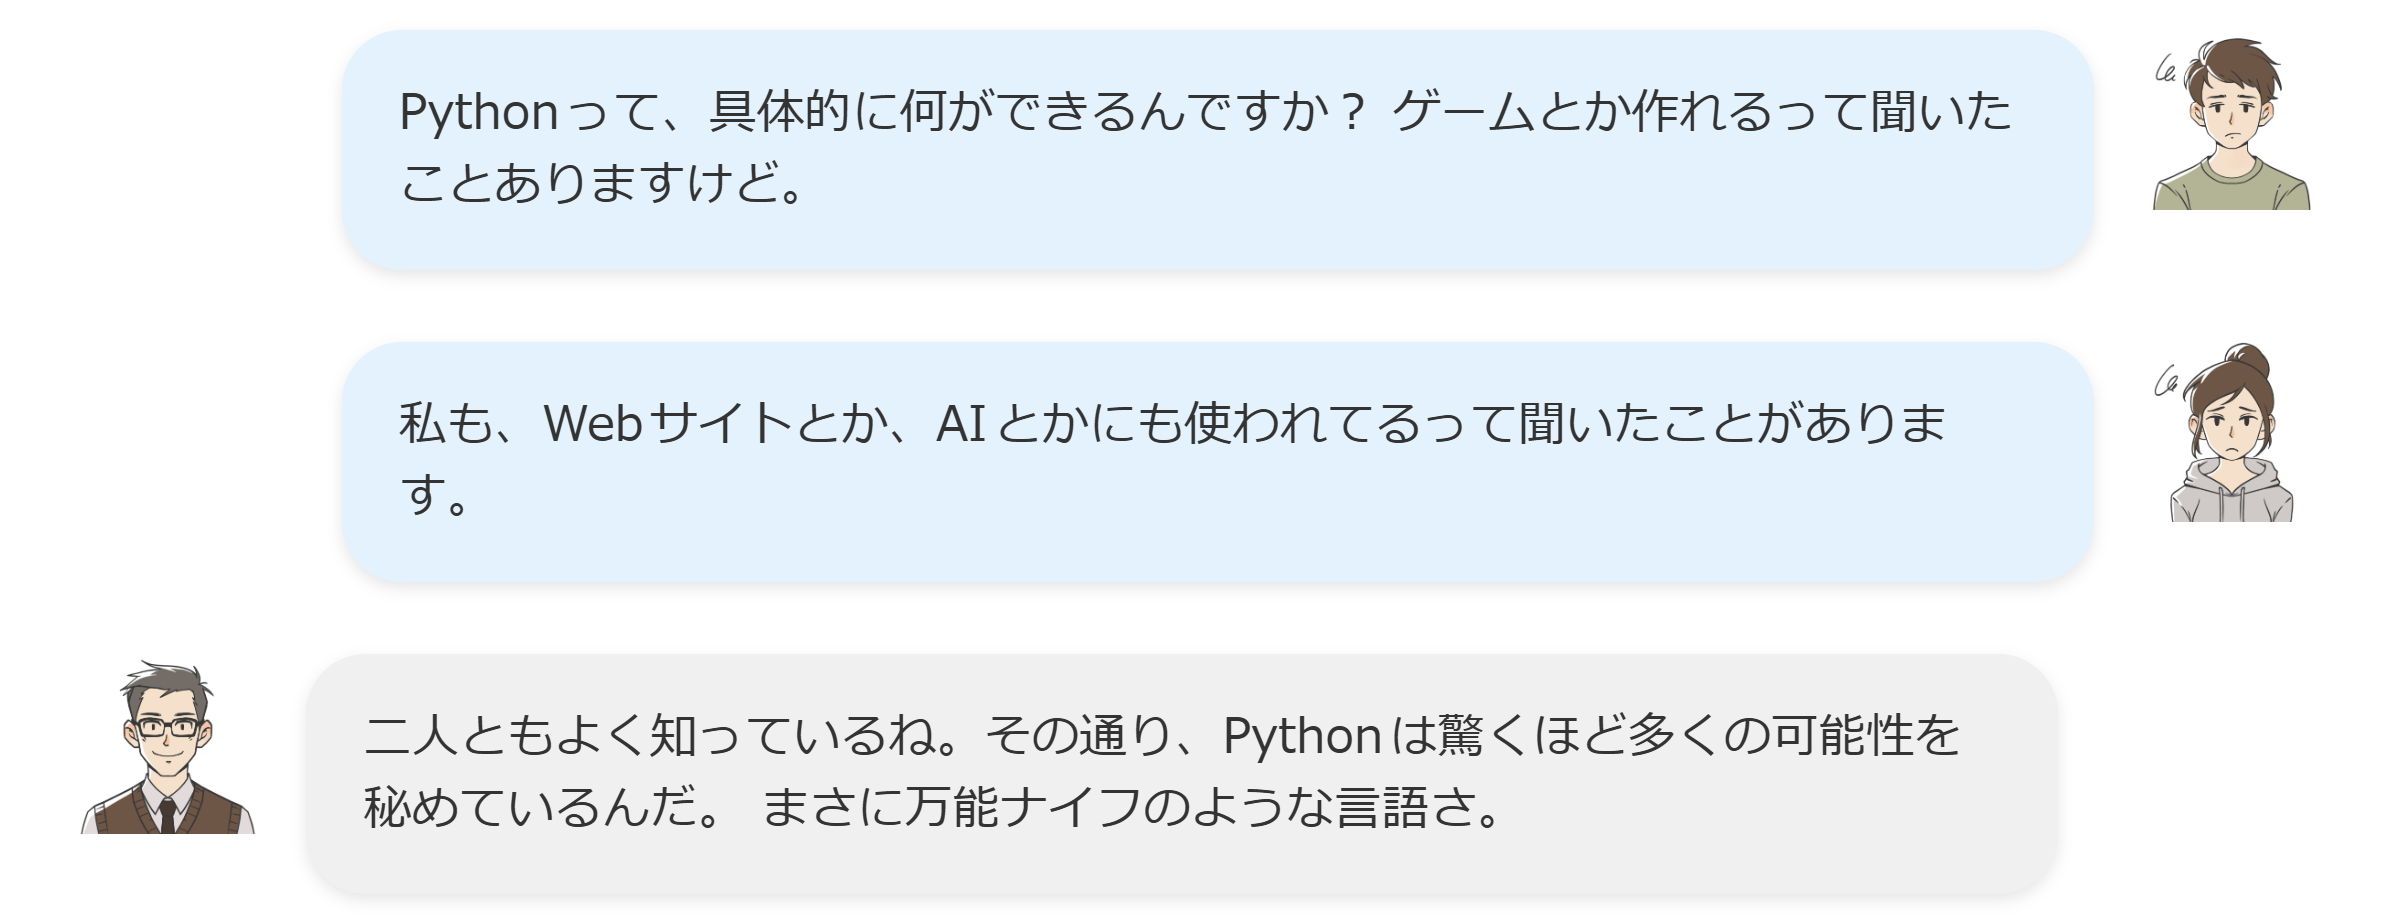 Pythonって、具体的に何ができるんですか？ ゲームとか作れるって聞いた
ことありますけど。
私も、Webサイトとか、AIとかにも使われてるって聞いたことがありま
す。
二人ともよく知っているね。その通り、Pythonは驚くほど多くの可能性を
秘めているんだ。 まさに万能ナイフのような言語さ。